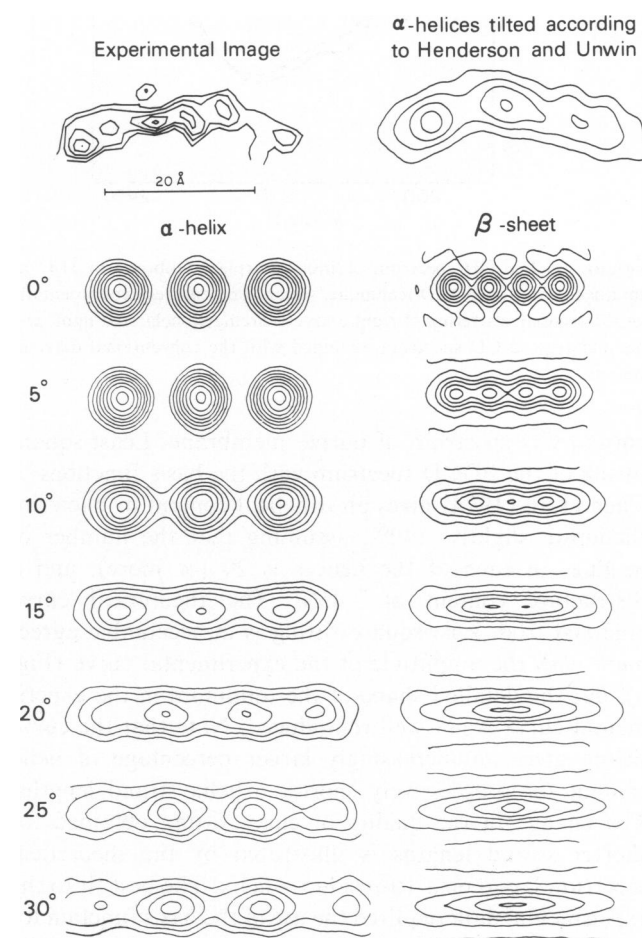 Experimental Image
α-helices tilted according
to Henderson and Unwin
20 Å
α -helix
β -sheet
0°
5°
10°
15°
20°
25°
30°